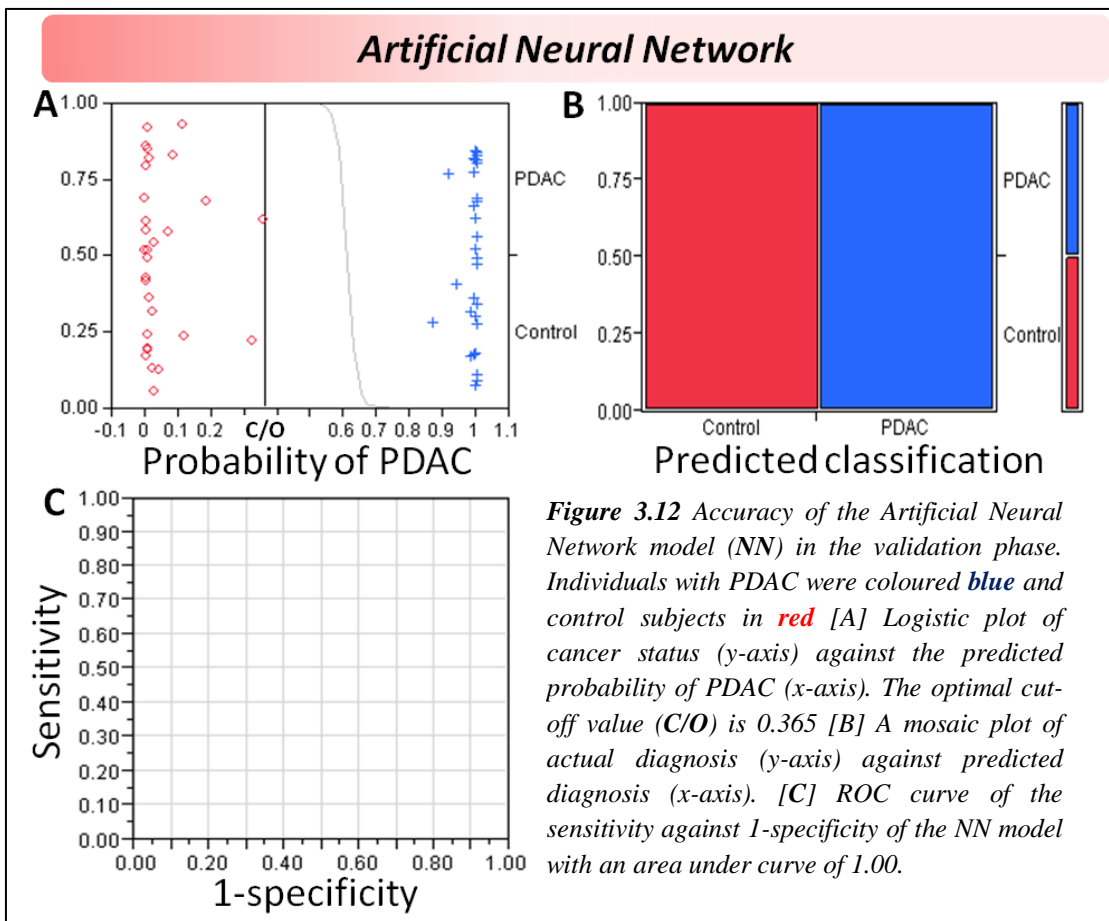 Artificial Neural Network
A
1.00
0.75
0.50
0.25
0.00
PDAC
Control
-0.1 0 0.1 0.2 C/O 0.6 0.7 0.9 1 1.1
Probability of PDAC
B
1.00
0.75
0.50
0.25
0.00
PDAC
Control
Control PDAC
Predicted classification
C
Sensitivity
1.00
0.90
0.80
0.70
0.60
0.50
0.40
0.30
0.20
0.10
0.00
0.00 0.20 0.40 0.60 0.80 1.00
1-specificity
Figure 3.12 Accuracy of the Artificial Neural
Network model (NN) in the validation phase.
Individuals with PDAC were coloured blue and
control subjects in red [A] Logistic plot of
cancer status (y-axis) against the predicted
probability of PDAC (x-axis). The optimal cut-
off value (C/O) is 0.365 [B] A mosaic plot of
actual diagnosis (y-axis) against predicted
diagnosis (x-axis). [C] ROC curve of the
sensitivity against 1-specificity of the NN model
with an area under curve of 1.00.